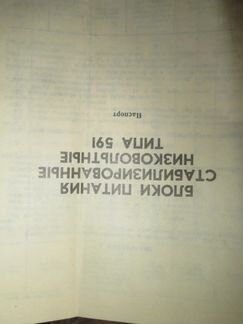 БЛОКИ ПИТАНИЯ
СТАБИЛИЗИРОВАННЫЕ
НИЗКОВОЛЬТНЫЕ
ТИПА 591
Паспорт